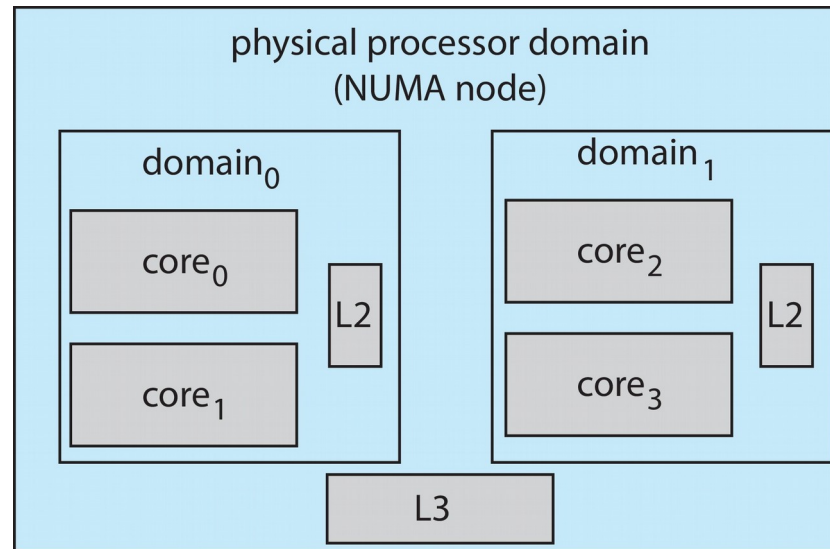 physical processor domain
(NUMA node)
domain₀
core₀
L2
core₁
domain₁
core₂
L2
core₃
L3